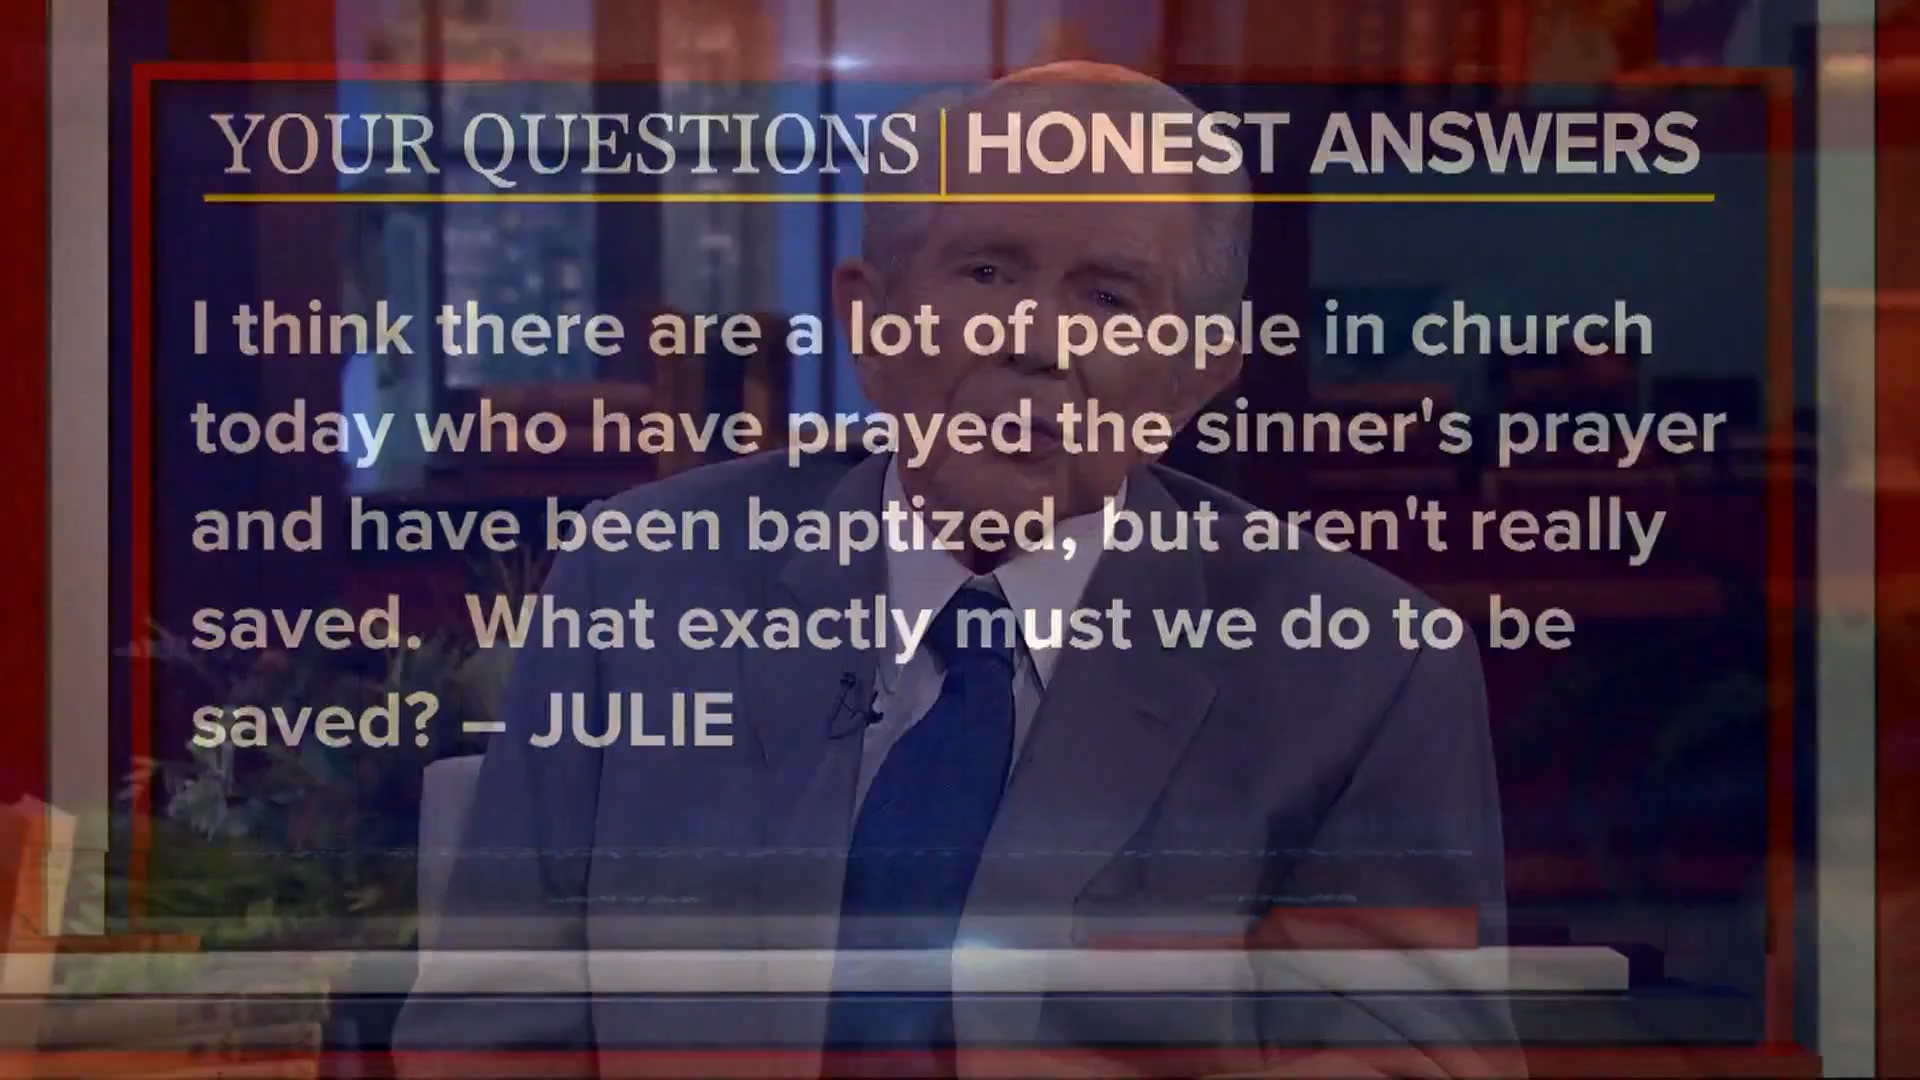 YOUR QUESTIONS HONEST ANSWERS
I think there are a lot of people in church
today who have prayed the sinner's prayer
and have been baptized, but aren't really
saved.  What exactly must we do to be
saved? – JULIE